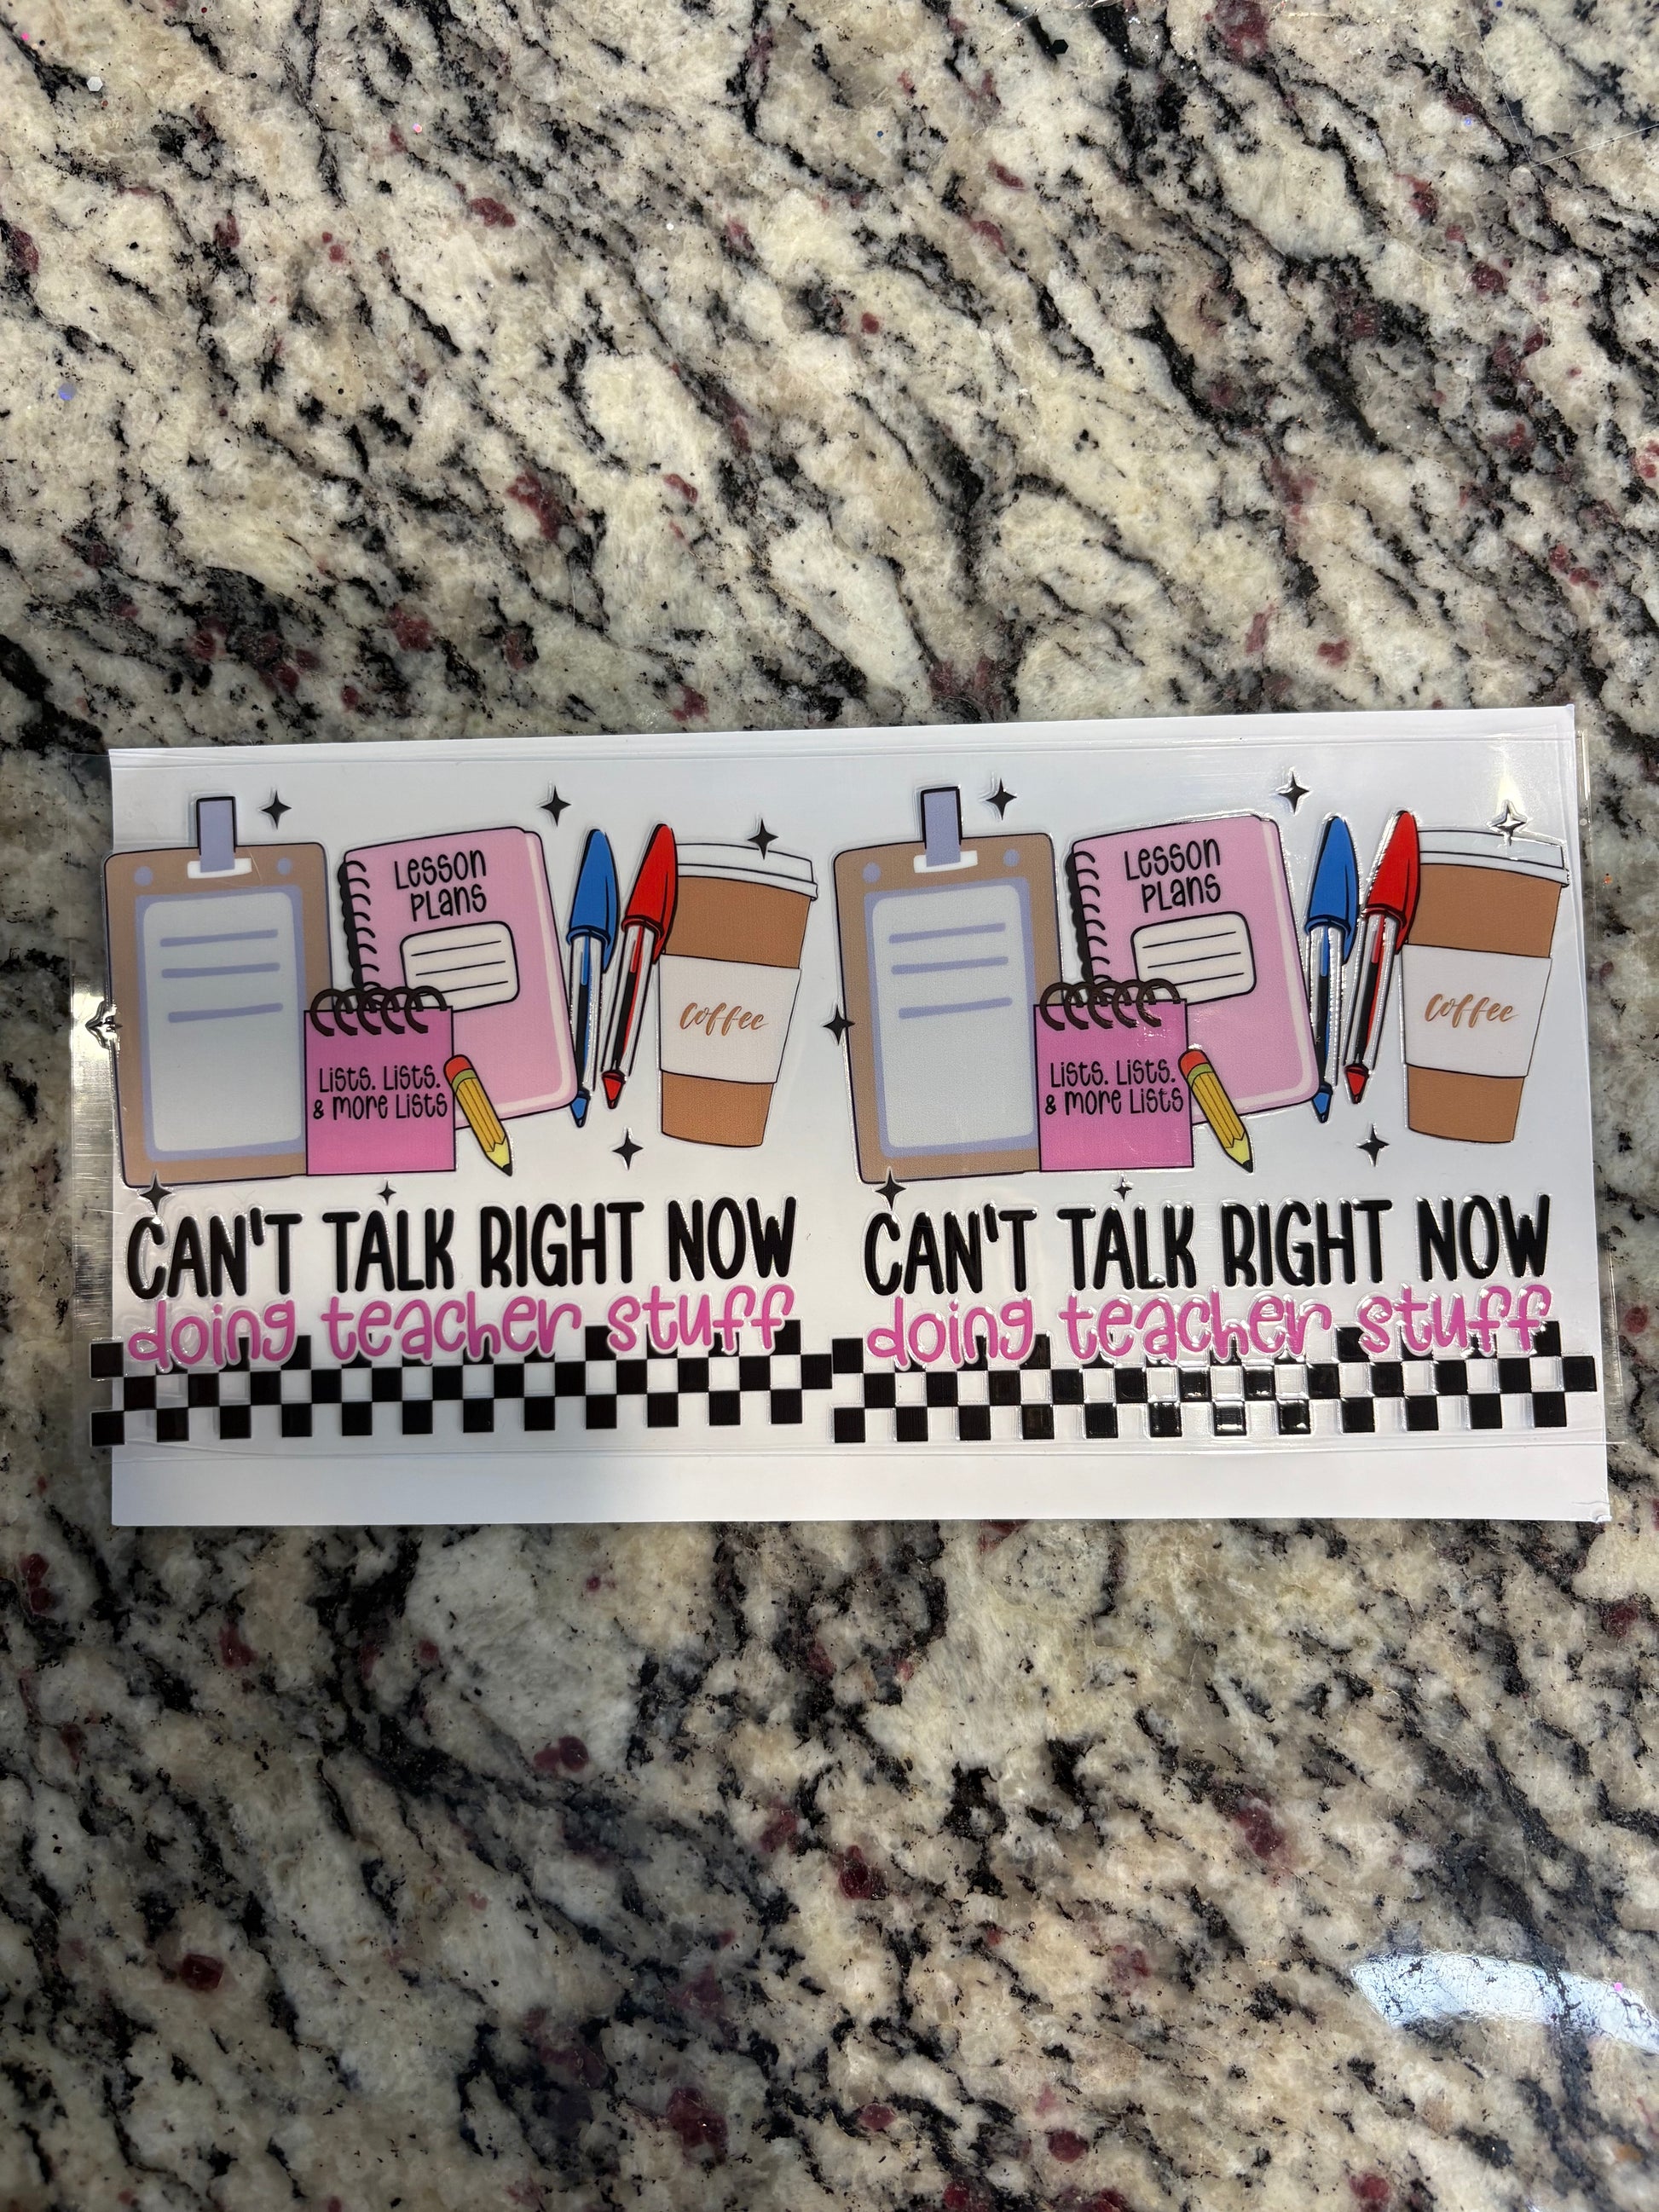 Lesson
Plans
Coffee
Lists. Lists.
& More Lists
CAN'T TALK RIGHT NOW
doing teacher stuff
Lesson
Plans
Coffee
Lists. Lists.
& More Lists
CAN'T TALK RIGHT NOW
doing teacher stuff